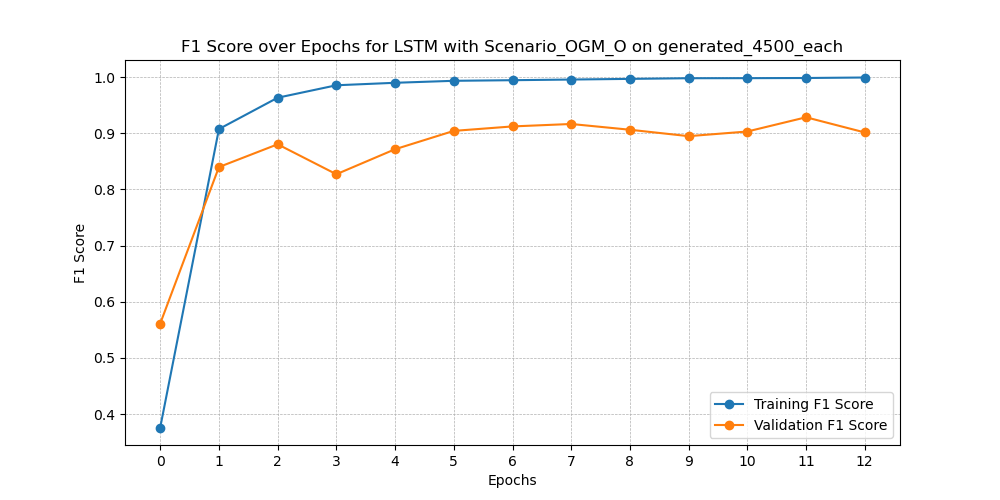 F1 Score over Epochs for LSTM with Scenario_OGM_O on generated_4500_each
1.0
0.9
0.8
0.7
0.6
0.5
0.4
F1 Score
0 1 2 3 4 5 6 7 8 9 10 11 12
Epochs
Training F1 Score
Validation F1 Score